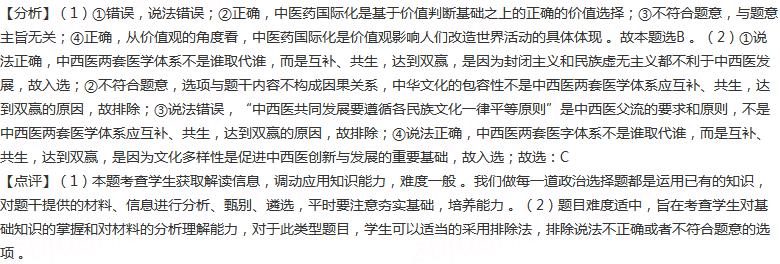 【分析】（1）①错误，说法错误；②正确，中医药国际化是基于价值判断基础之上的正确的价值选择；③不符合题意，与题意
主旨无关；④正确，从价值观的角度看，中医药国际化是价值观影响人们改造世界活动的具体体现 。故本题选B 。（2）①说
法正确，中西医两套医学体系不是谁取代谁，而是互补、共生，达到双赢，是因为封闭主义和民族虚无主义都不利于中西医发
展，故入选；②不符合题意，选项与题干内容不构成因果关系，中华文化的包容性不是中西医两套医学体系应互补、共生，达
到双赢的原因，故排除；③说法错误，“中西医共同发展要遵循各民族文化一律平等原则”是中西医父流的要求和原则，不是
中西医两套医学体系应互补、共生，达到双赢的原因，故排除；④说法正确，中西医两套医字体系不是谁取代谁，而是互补、
共生，达到双赢，是因为文化多样性是促进中西医创新与发展的重要基础，故入选；故选：C
【点评】（1）本题考查学生获取解读信息，调动应用知识能力，难度一般 。我们做每一道政治选择题都是运用已有的知识，
对题干提供的材料、信息进行分析、甄别、遴选，平时要注意夯实基础，培养能力 。（2）题目难度适中，旨在考查学生对基
础知识的掌握和对材料的分析理解能力，对于此类型题目，学生可以适当的采用排除法，排除说法不正确或者不符合题意的选
项 。